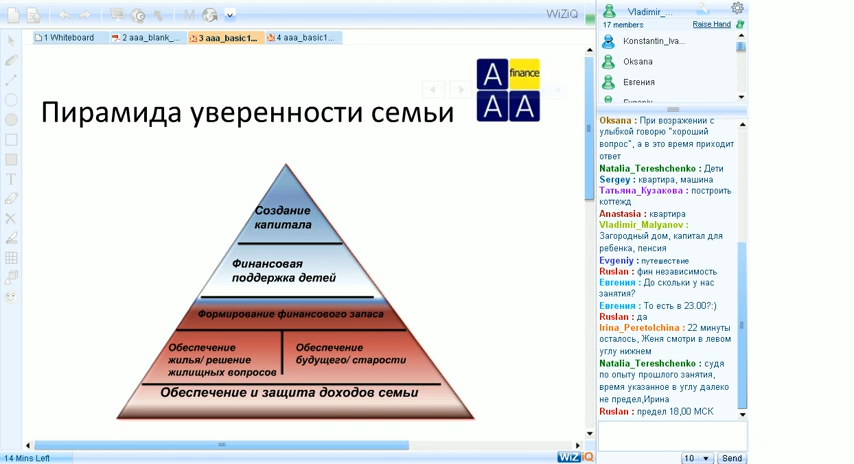 WiZiQ
Vladimir_...
17 members
Raise Hand
1 Whiteboard
2 aaa_blank_...
3 aaa_basic1...
4 aaa_basic1...
Konstantin_Iva...
Oksana
Евгения
Evgeniy
Пирамида уверенности семьи
A finance
A A
Создание
капитала
Финансовая
поддержка детей
Формирование финансового запаса
Обеспечение
жилья/ решение
жилищных вопросов
Обеспечение
будущего/ старости
Обеспечение и защита доходов семьи
Oksana : При возражении с
улыбкой говорю "хороший
вопрос", а в это время приходит
ответ
Natalia_Tereshchenko : Дети
Sergey : квартира, машина
Татьяна_Кузакова : построить
коттежд
Anastasia : квартира
Vladimir_Malyanov :
Загородный дом, капитал для
ребенка, пенсия
Evgeniy : путешествие
Ruslan : фин независимость
Евгения : До скольки у нас
занятия?
Евгения : То есть в 23.00?:)
Ruslan : да
Irina_Peretolchina : 22 минуты
осталось, Женя смотри в левом
углу нижнем
Natalia_Tereshchenko : судя
по опыту прошлого занятия,
время указанное в углу далеко
не предел,Ирина
Ruslan : предел 18,00 МСК
14 Mins Left
WiZiQ
10
Send